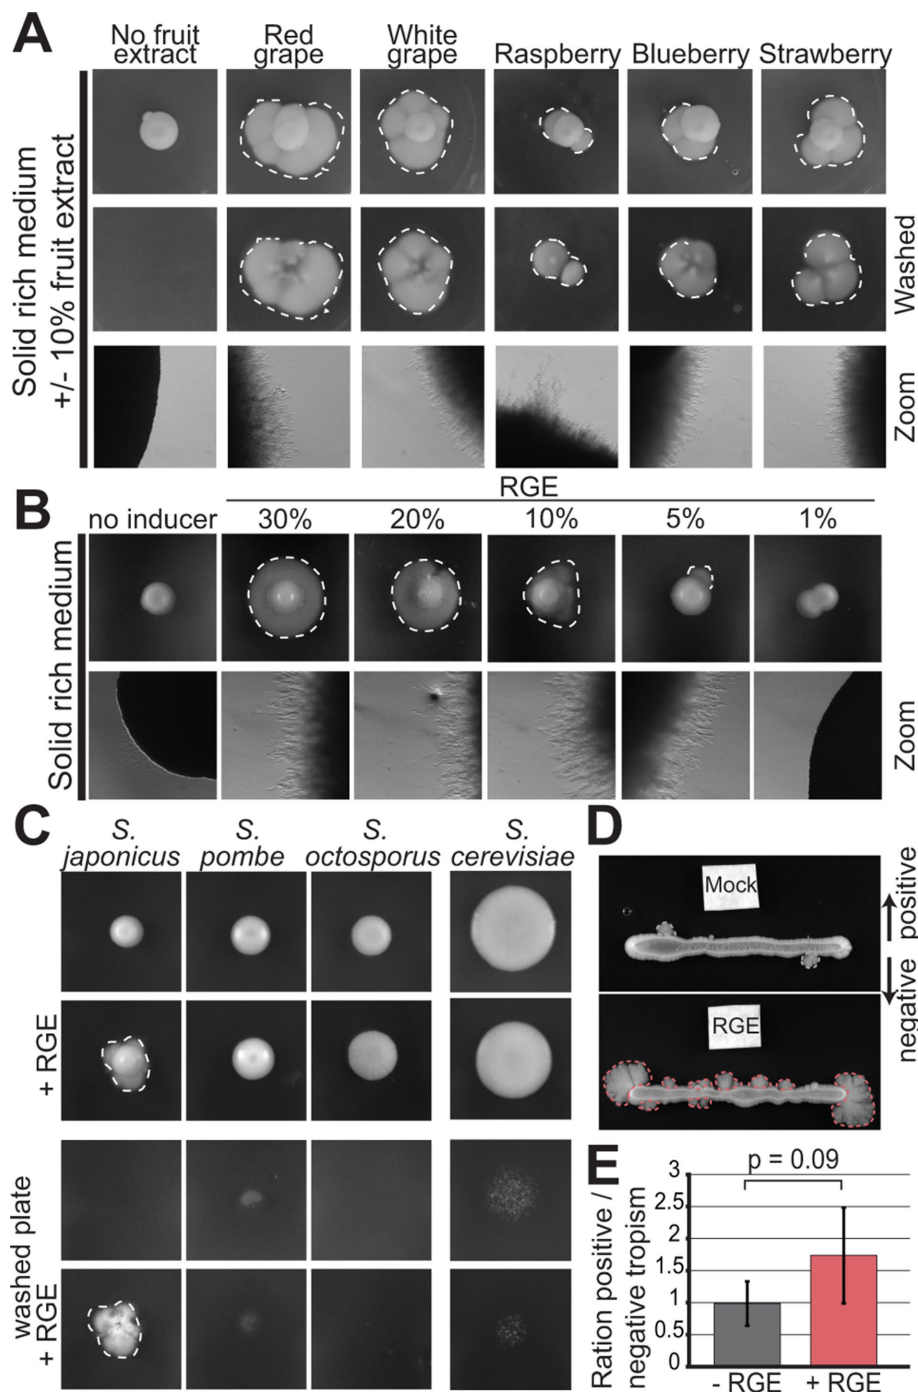 A
No fruit
extract
Red
grape
White
grape
Raspberry
Blueberry
Strawberry
Solid rich medium
+/- 10% fruit extract
Washed
Zoom
B
RGE
no inducer
30%
20%
10%
5%
1%
Solid rich medium
Zoom
C
S.
japonicus
S.
pombe
S.
octosporus
S.
cerevisiae
+ RGE
washed plate
+ RGE
D
Mock
RGE
positive
negative
E
p = 0.09
Ration positive /
negative tropism
3
2.5
2
1.5
1
0.5
0
- RGE
+ RGE